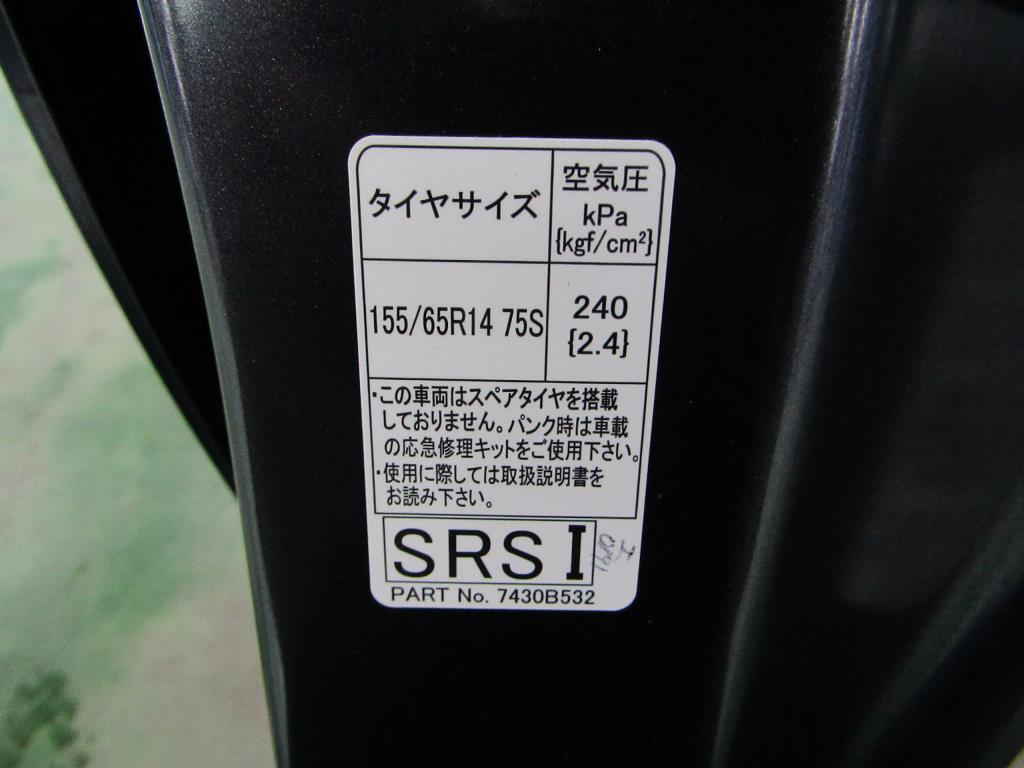 タイヤサイズ
空気圧
kPa
{kgf/cm²}
155/65R14 75S
240
{2.4}
・この車両はスペアタイヤを搭載
しておりません。パンク時は車載
の応急修理キットをご使用下さい。
・使用に際しては取扱説明書を
お読み下さい。
SRS I
PART No. 7430B532